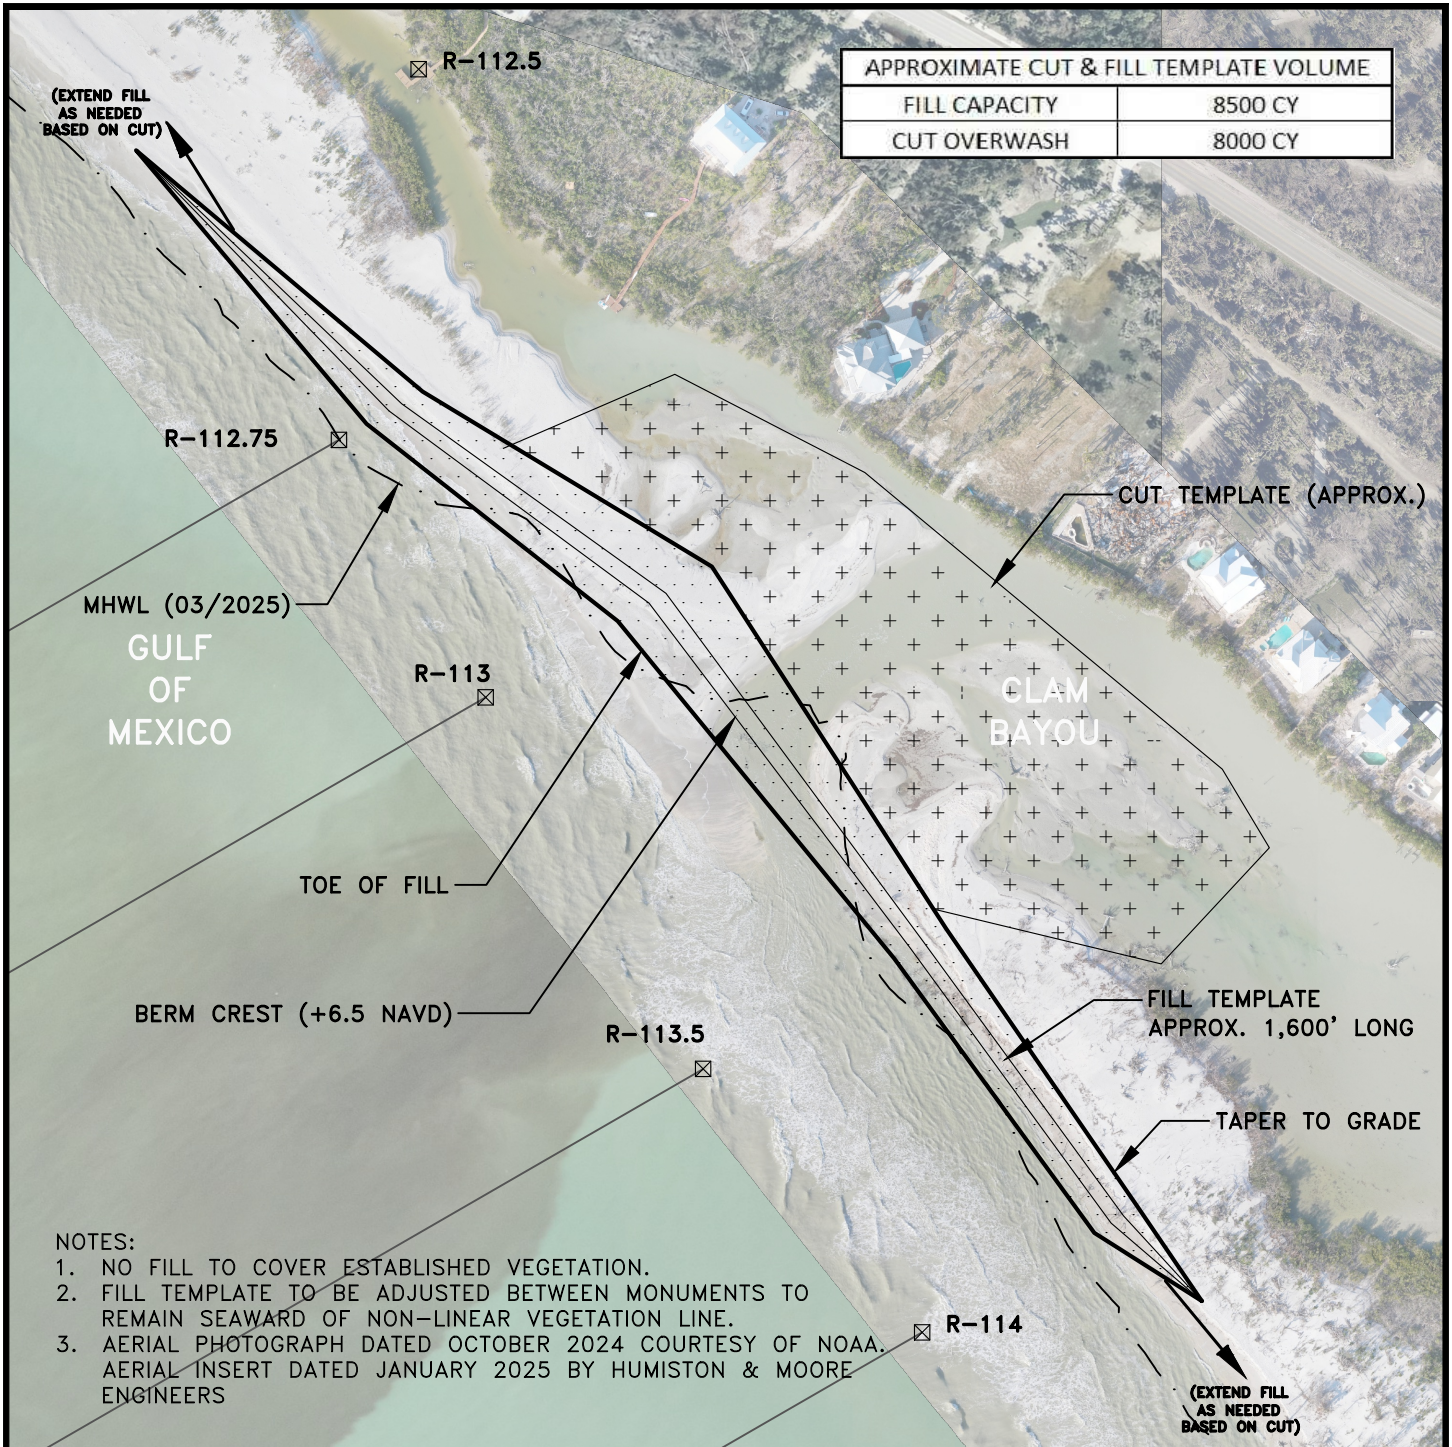 R-112.5
(EXTEND FILL
AS NEEDED
BASED ON CUT)
APPROXIMATE CUT & FILL TEMPLATE VOLUME
FILL CAPACITY 8500 CY
CUT OVERWASH 8000 CY
R-112.75
CUT TEMPLATE (APPROX.)
MHWL (03/2025)
GULF
OF
MEXICO
R-113
CLAM
BAYOU
TOE OF FILL
BERM CREST (+6.5 NAVD)
R-113.5
FILL TEMPLATE
APPROX. 1,600' LONG
TAPER TO GRADE
NOTES:
1. NO FILL TO COVER ESTABLISHED VEGETATION.
2. FILL TEMPLATE TO BE ADJUSTED BETWEEN MONUMENTS TO
REMAIN SEAWARD OF NON-LINEAR VEGETATION LINE.
3. AERIAL PHOTOGRAPH DATED OCTOBER 2024 COURTESY OF NOAA.
AERIAL INSERT DATED JANUARY 2025 BY HUMISTON & MOORE
ENGINEERS
R-114
(EXTEND FILL
AS NEEDED
BASED ON CUT)